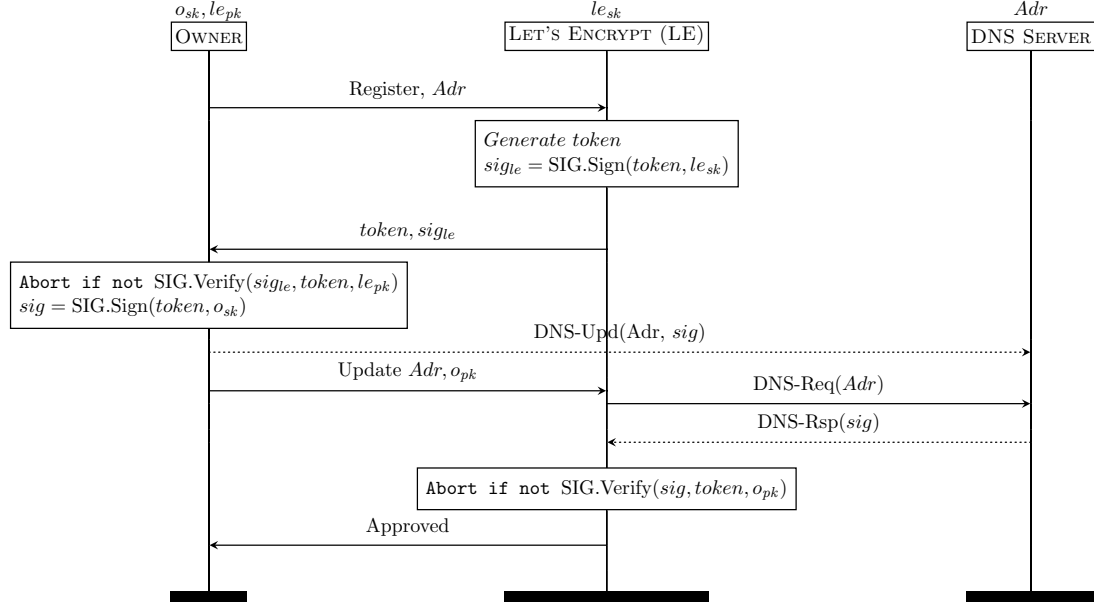 o_sk, le_pk
le_sk
Adr
OWNER
LET'S ENCRYPT (LE)
DNS SERVER
Register, Adr
Generate token
sig_le = SIG.Sign(token, le_sk)
token, sig_le
Abort if not SIG.Verify(sig_le, token, le_pk)
sig = SIG.Sign(token, o_sk)
DNS-Upd(Adr, sig)
Update Adr, o_pk
DNS-Req(Adr)
DNS-Rsp(sig)
Abort if not SIG.Verify(sig, token, o_pk)
Approved